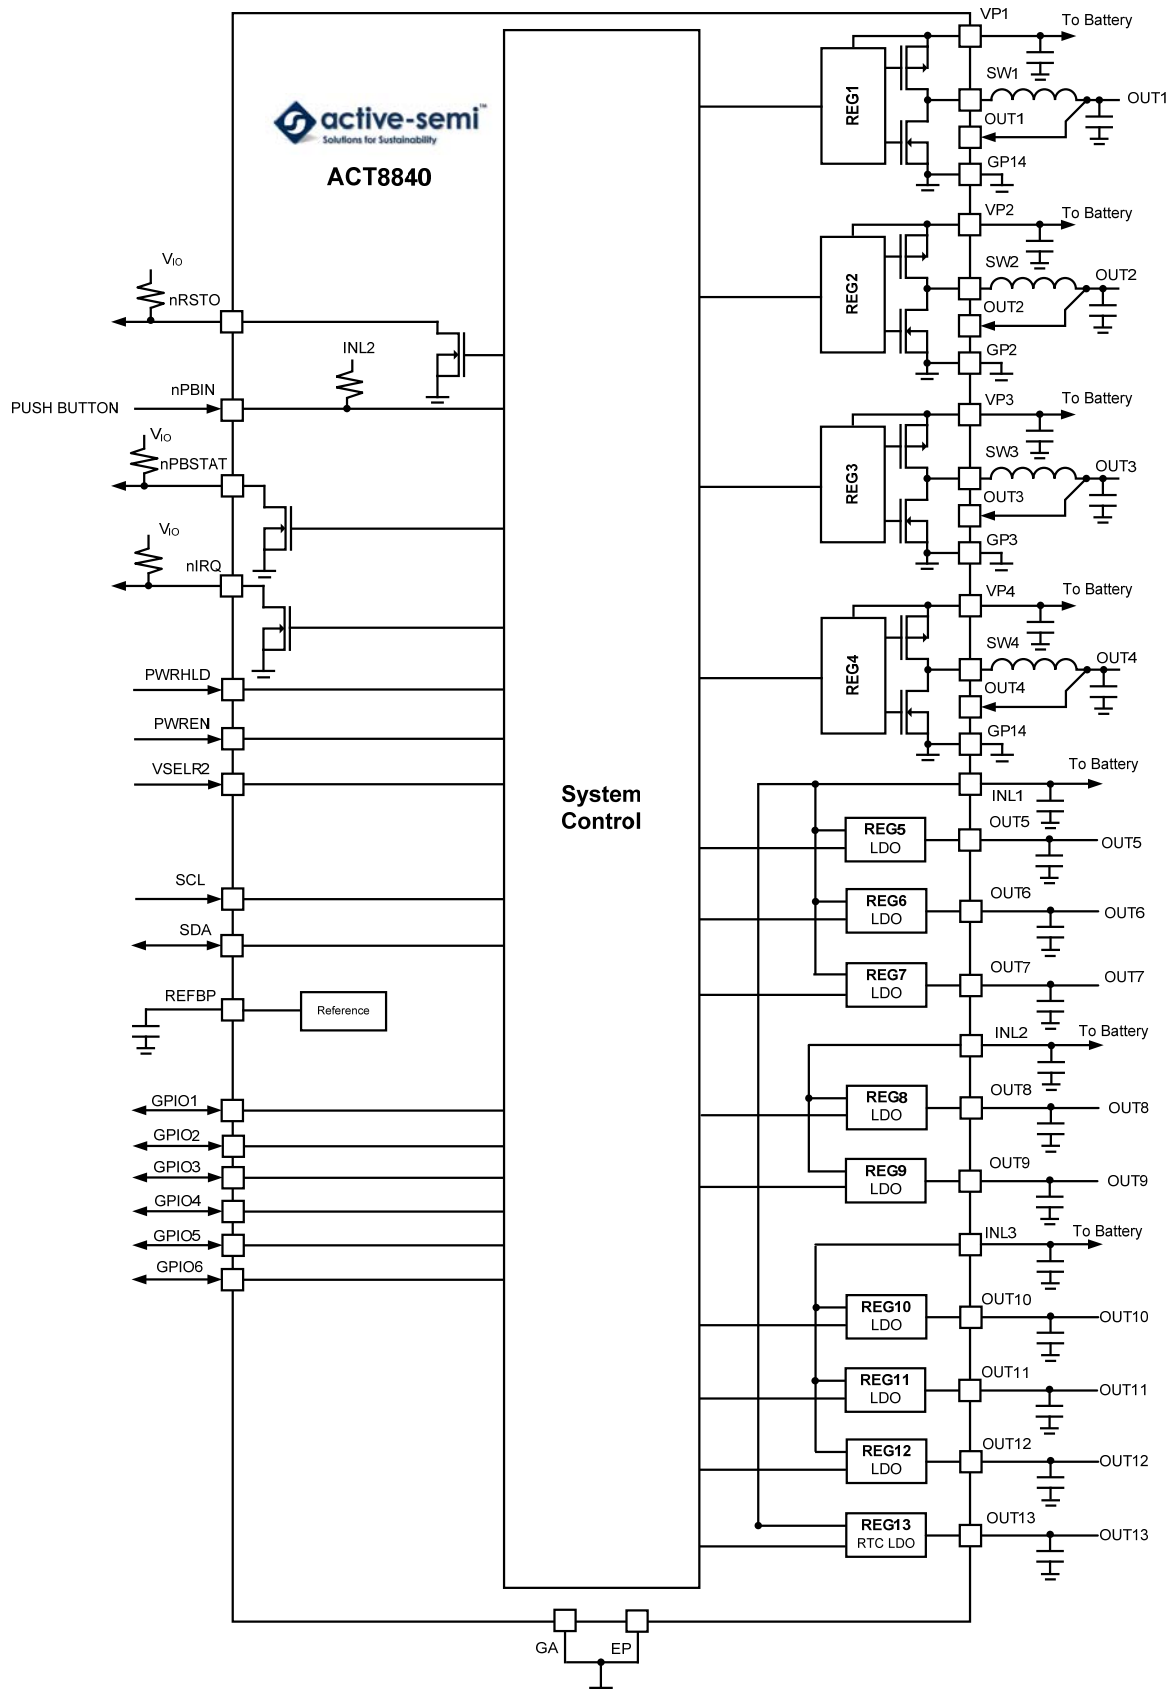 active-semi™
Solutions for Sustainability
ACT8840
System
Control
VIO
nRSTO
INL2
nPBIN
PUSH BUTTON
VIO
nPBSTAT
VIO
nIRQ
PWRHLD
PWREN
VSELR2
SCL
SDA
REFBP
Reference
GPIO1
GPIO2
GPIO3
GPIO4
GPIO5
GPIO6
VP1
To Battery
REG1
SW1
OUT1
OUT1
GP14
VP2
To Battery
REG2
SW2
OUT2
OUT2
GP2
VP3
To Battery
REG3
SW3
OUT3
OUT3
GP3
VP4
To Battery
REG4
SW4
OUT4
OUT4
GP14
To Battery
INL1
REG5
LDO
OUT5
OUT5
REG6
LDO
OUT6
OUT6
REG7
LDO
OUT7
OUT7
INL2
To Battery
REG8
LDO
OUT8
OUT8
REG9
LDO
OUT9
OUT9
INL3
To Battery
REG10
LDO
OUT10
OUT10
REG11
LDO
OUT11
OUT11
REG12
LDO
OUT12
OUT12
REG13
RTC LDO
OUT13
OUT13
GA
EP